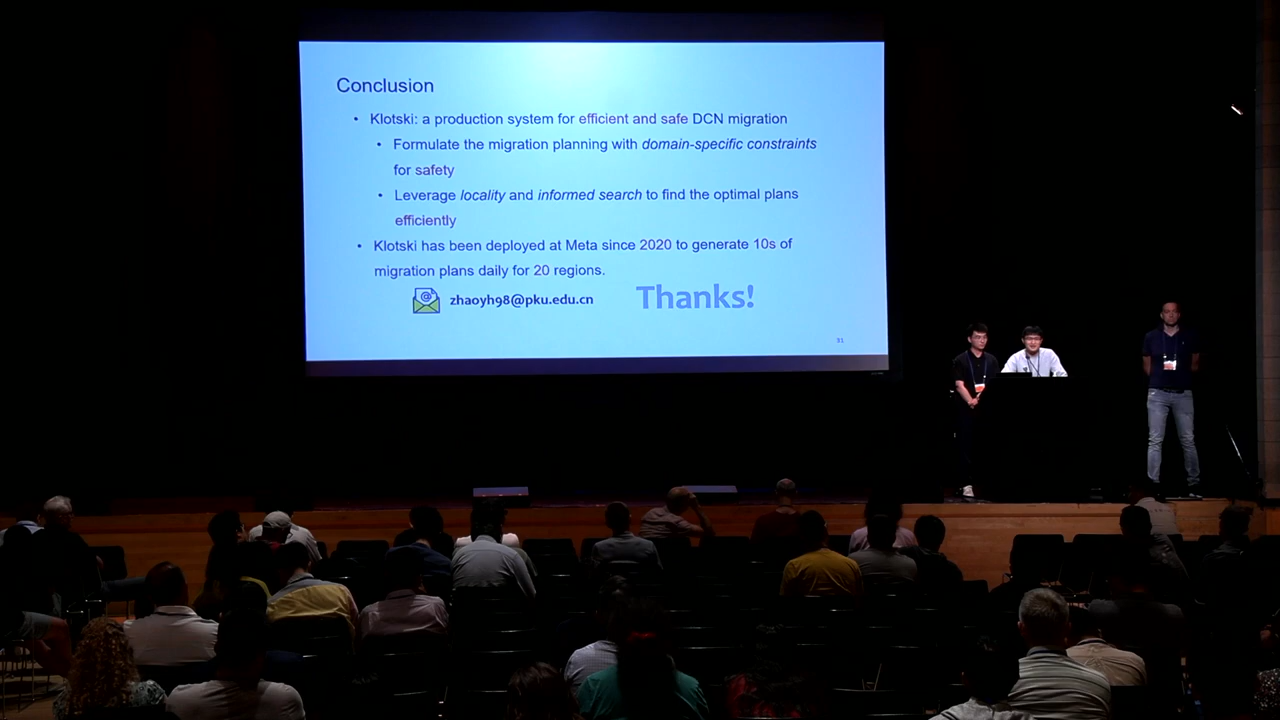 Conclusion
• Klotski: a production system for efficient and safe DCN migration
• Formulate the migration planning with domain-specific constraints
for safety
• Leverage locality and informed search to find the optimal plans
efficiently
• Klotski has been deployed at Meta since 2020 to generate 10s of
migration plans daily for 20 regions.
@ zhaoyh98@pku.edu.cn Thanks!
31